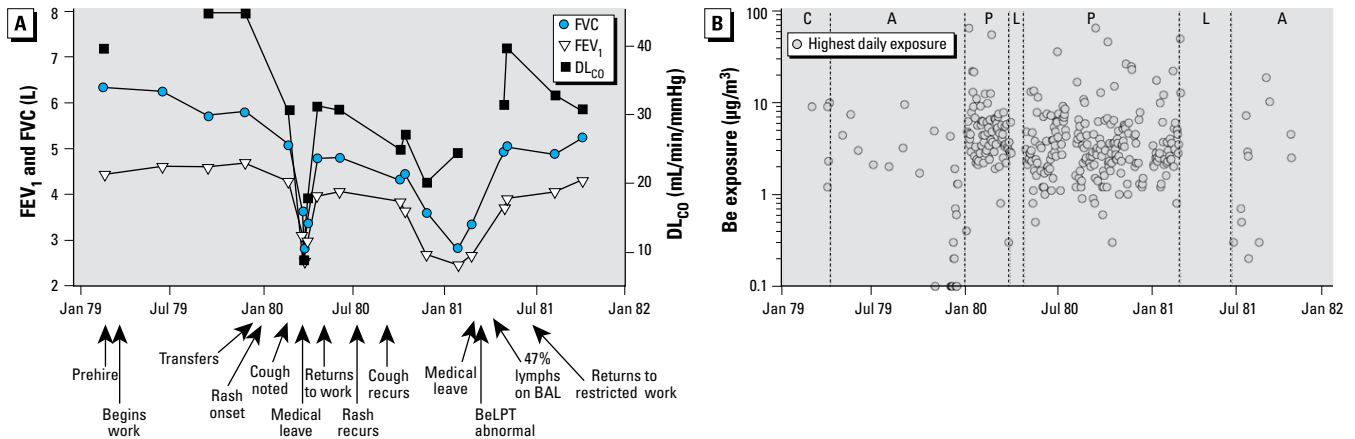 A
FVC
FEV1
DLCO
FEV1 and FVC (L)
8
7
6
5
4
3
2
40
30
20
10
DLCO (mL/min/mmHg)
Jan 79
Jul 79
Jan 80
Jul 80
Jan 81
Jul 81
Jan 82
Prehire
Begins
work
Transfers
Rash
onset
Cough
noted
Medical
leave
Returns
to work
Rash
recurs
Cough
recurs
Medical
leave
BeLPT
abnormal
47%
lymphs
on BAL
Returns to
restricted work
B
C A P L P L A
Highest daily exposure
Be exposure (µg/m³)
100
10
1
0.1
Jan 79
Jul 79
Jan 80
Jul 80
Jan 81
Jul 81
Jan 82